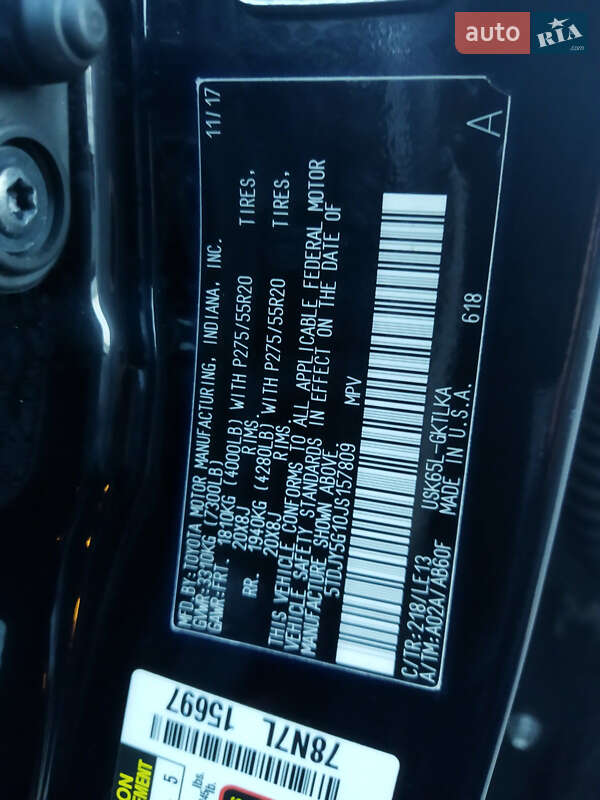 auto RIA.com
MFD.BY:TOYOTA MOTOR MANUFACTURING, INDIANA, INC. 11/17
GVWR:3310KG(7300LB)
GAWR:FRT. 1810KG (4000LB) WITH P275/55R20 TIRES,
20X8J RIMS
RR. 1940KG (4280LB) WITH P275/55R20 TIRES,
20X8J RIMS
THIS VEHICLE CONFORMS TO ALL APPLICABLE FEDERAL MOTOR
VEHICLE SAFETY STANDARDS IN EFFECT ON THE DATE OF
MANUFACTURE SHOWN ABOVE.
5TDJY5G10JS157809 MPV
C/TR:218/LE13 USK65L-GKTLKA 618
A/TM:A02A/AB60F MADE IN U.S.A. A
78N7L
15697
5
lbs.